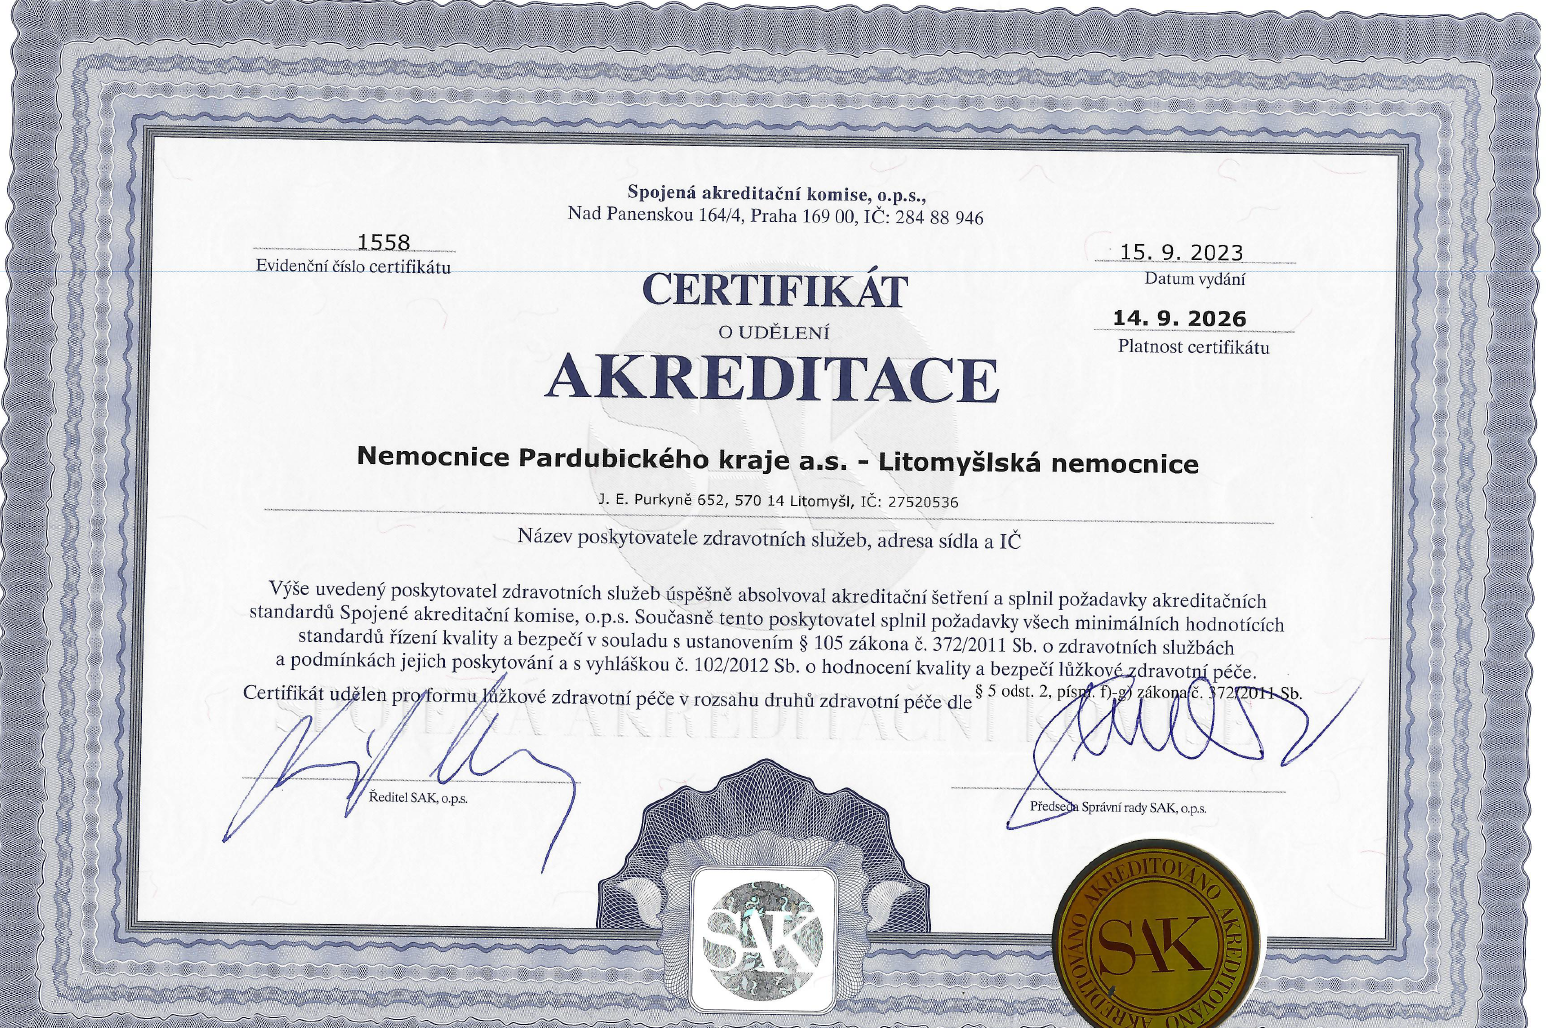 Spojená akreditační komise, o.p.s.,
Nad Panenskou 164/4, Praha 169 00, IČ: 284 88 946
1558
Evidenční číslo certifikátu
15. 9. 2023
Datum vydání
14. 9. 2026
Platnost certifikátu
CERTIFIKÁT
O UDĚLENÍ
AKREDITACE
Nemocnice Pardubického kraje a.s. - Litomyšlská nemocnice
J. E. Purkyně 652, 570 14 Litomyšl, IČ: 27520536
Název poskytovatele zdravotních služeb, adresa sídla a IČ
Výše uvedený poskytovatel zdravotních služeb úspěšně absolvoval akreditační šetření a splnil požadavky akreditačních
standardů Spojené akreditační komise, o.p.s. Současně tento poskytovatel splnil požadavky všech minimálních hodnotících
standardů řízení kvality a bezpečí v souladu s ustanovením § 105 zákona č. 372/2011 Sb. o zdravotních službách
a podmínkách jejich poskytování a s vyhláškou č. 102/2012 Sb. o hodnocení kvality a bezpečí lůžkové zdravotní péče.
Certifikát udělen pro formu lůžkové zdravotní péče v rozsahu druhů zdravotní péče dle § 5 odst. 2, písm. f)-g) zákona č. 372/2011 Sb.
SPOJENÁ AKREDITAČNÍ KOMISE
Ředitel SAK, o.p.s.
Předseda Správní rady SAK, o.p.s.
SAK
AKREDITOVÁNO AKREDITOVÁNO AKREDITOVÁNO
SAK